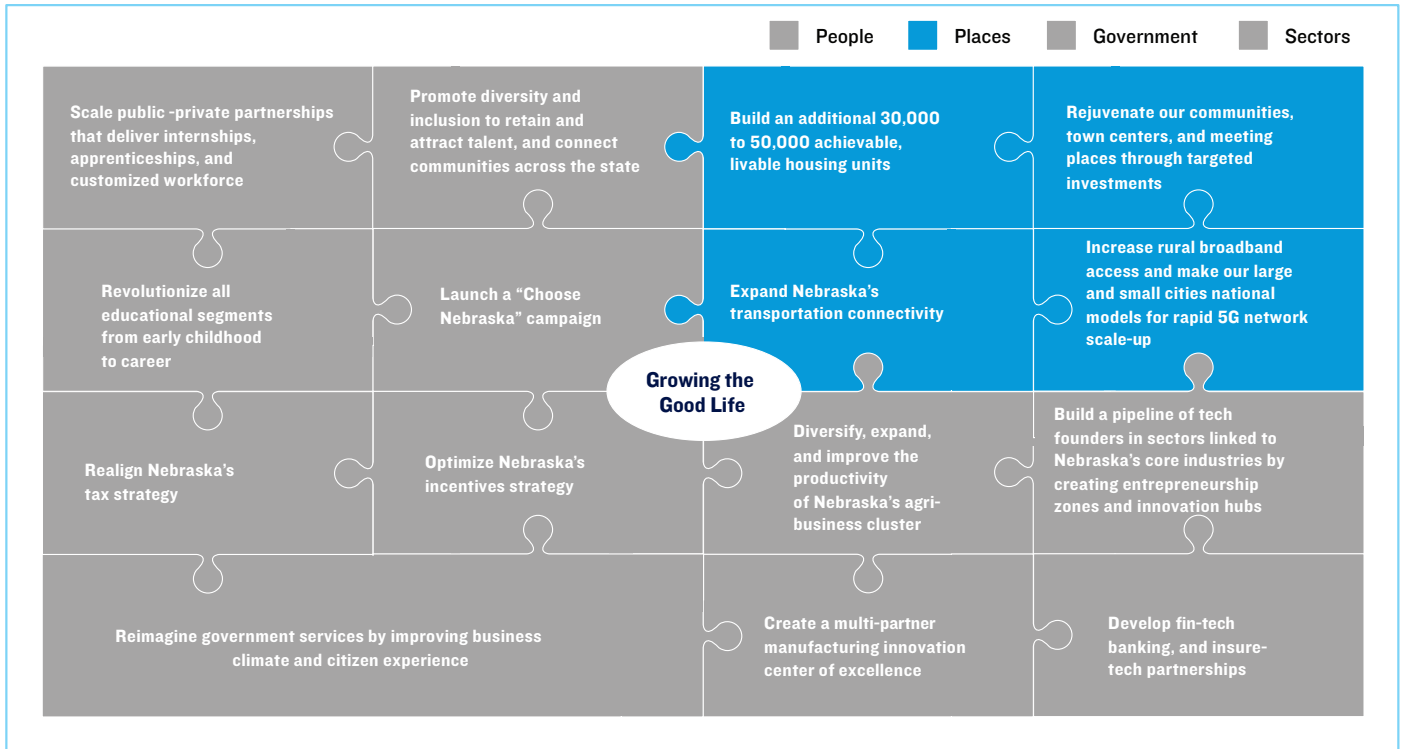 People
Places
Government
Sectors
Scale public -private partnerships
that deliver internships,
apprenticeships, and
customized workforce
Promote diversity and
inclusion to retain and
attract talent, and connect
communities across the state
Build an additional 30,000
to 50,000 achievable,
livable housing units
Rejuvenate our communities,
town centers, and meeting
places through targeted
investments
Revolutionize all
educational segments
from early childhood
to career
Launch a “Choose
Nebraska” campaign
Expand Nebraska’s
transportation connectivity
Increase rural broadband
access and make our large
and small cities national
models for rapid 5G network
scale-up
Growing the
Good Life
Realign Nebraska’s
tax strategy
Optimize Nebraska’s
incentives strategy
Diversify, expand,
and improve the
productivity
of Nebraska’s agri-
business cluster
Build a pipeline of tech
founders in sectors linked to
Nebraska’s core industries by
creating entrepreneurship
zones and innovation hubs
Reimagine government services by improving business
climate and citizen experience
Create a multi-partner
manufacturing innovation
center of excellence
Develop fin-tech
banking, and insure-
tech partnerships